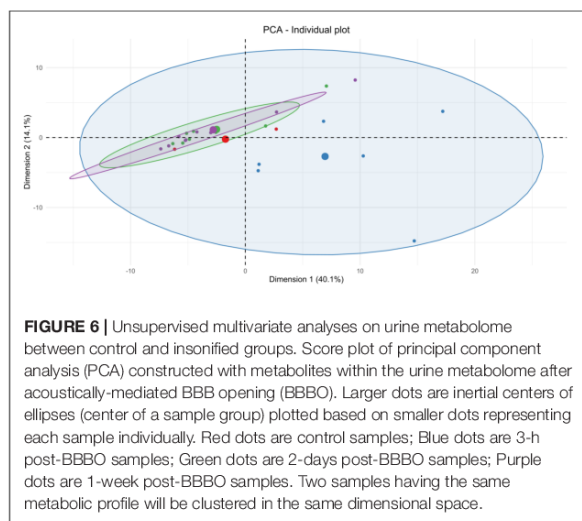 PCA - Individual plot
10
0
-10
Dimension 2 (14.1%)
-10
0
10
20
Dimension 1 (40.1%)
FIGURE 6 | Unsupervised multivariate analyses on urine metabolome
between control and insonified groups. Score plot of principal component
analysis (PCA) constructed with metabolites within the urine metabolome after
acoustically-mediated BBB opening (BBBO). Larger dots are inertial centers of
ellipses (center of a sample group) plotted based on smaller dots representing
each sample individually. Red dots are control samples; Blue dots are 3-h
post-BBBO samples; Green dots are 2-days post-BBBO samples; Purple
dots are 1-week post-BBBO samples. Two samples having the same
metabolic profile will be clustered in the same dimensional space.